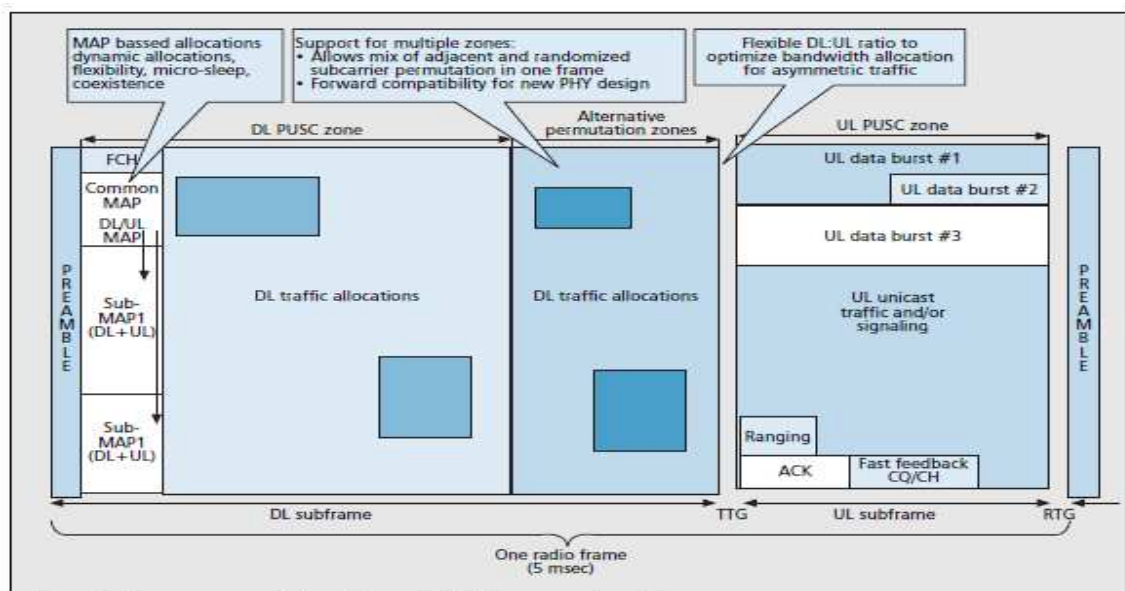 MAP bassed allocations
dynamic allocations,
flexibility, micro-sleep,
coexistence
Support for multiple zones:
• Allows mix of adjacent and randomized
subcarrier permutation in one frame
• Forward compatibility for new PHY design
Flexible DL:UL ratio to
optimize bandwidth allocation
for asymmetric traffic
DL PUSC zone
Alternative
permutation zones
UL PUSC zone
PREAMBLE
FCH
Common
MAP
DL/UL
MAP
Sub-
MAP1
(DL+UL)
Sub-
MAP1
(DL+UL)
DL traffic allocations
DL traffic allocations
UL data burst #1
UL data burst #2
UL data burst #3
UL unicast
traffic and/or
signaling
Ranging
ACK
Fast feedback
CQ/CH
PREAMBLE
DL subframe
TTG
UL subframe
RTG
One radio frame
(5 msec)